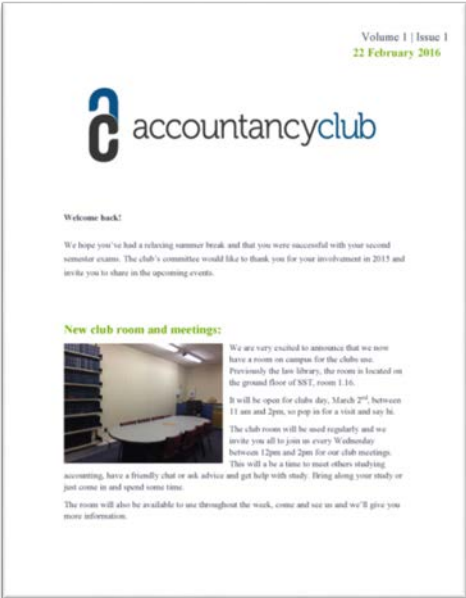 Volume 1 | Issue 1
22 February 2016
accountancyclub
Welcome back!
We hope you've had a relaxing summer break and that you were successful with your second
semester exams. The club's committee would like to thank you for your involvement in 2015 and
invite you to share in the upcoming events.
New club room and meetings:
We are very excited to announce that we now
have a room on campus for the clubs use.
Previously the law library, the room is located on
the ground floor of SST, room 1.16.
It will be open for clubs day, March 2nd, between
11 am and 2pm, so pop in for a visit and say hi.
The club room will be used regularly and we
invite you all to join us every Wednesday
between 12pm and 2pm for our club meetings.
This will be a time to meet others studying
accounting, have a friendly chat or ask advice and get help with study. Bring along your study or
just come in and spend some time.
The room will also be available to use throughout the week, come and see us and we'll give you
more information.